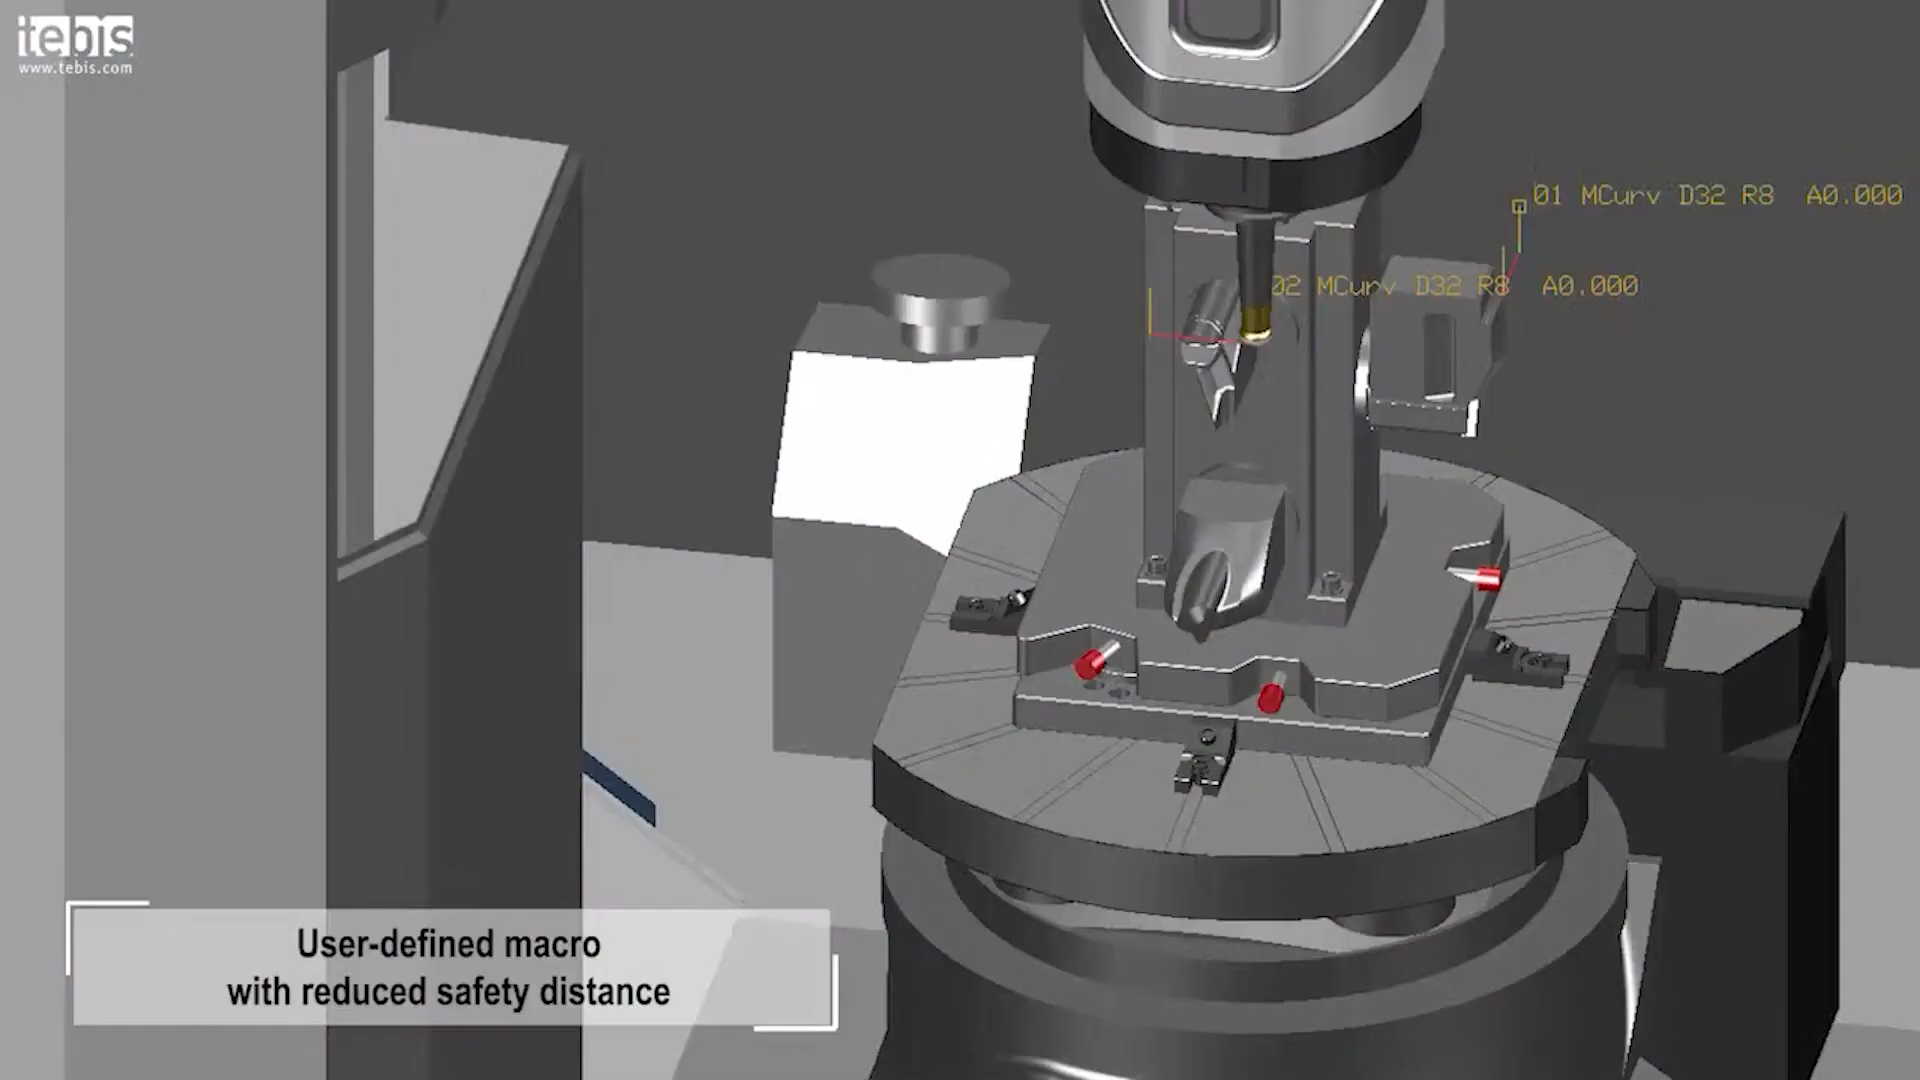 tebis
www.tebis.com
01 MCurv D32 R8 A0.000
02 MCurv D32 R8 A0.000
User-defined macro
with reduced safety distance